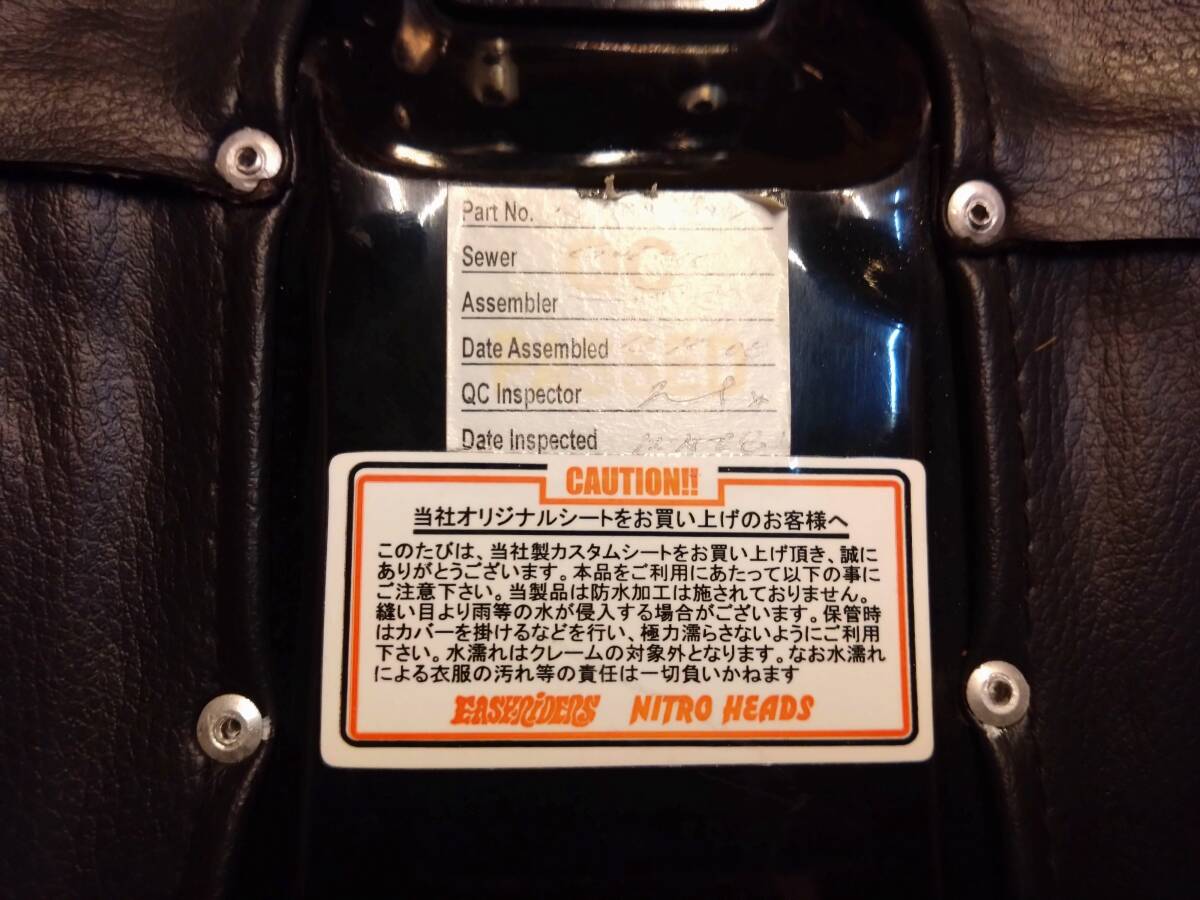 Part No.
Sewer
Assembler
Date Assembled
QC Inspector
Date Inspected
CAUTION!!
当社オリジナルシートをお買い上げのお客様へ
このたびは、当社製カスタムシートをお買い上げ頂き、誠に
ありがとうございます。本品をご利用にあたって以下の事に
ご注意下さい。当製品は防水加工は施されておりません。
縫い目より雨等の水が侵入する場合がございます。保管時
はカバーを掛けるなどを行い、極力濡らさないようにご利用
下さい。水濡れはクレームの対象外となります。なお水濡れ
による衣服の汚れ等の責任は一切負いかねます
EASYRIDERS NITRO HEADS